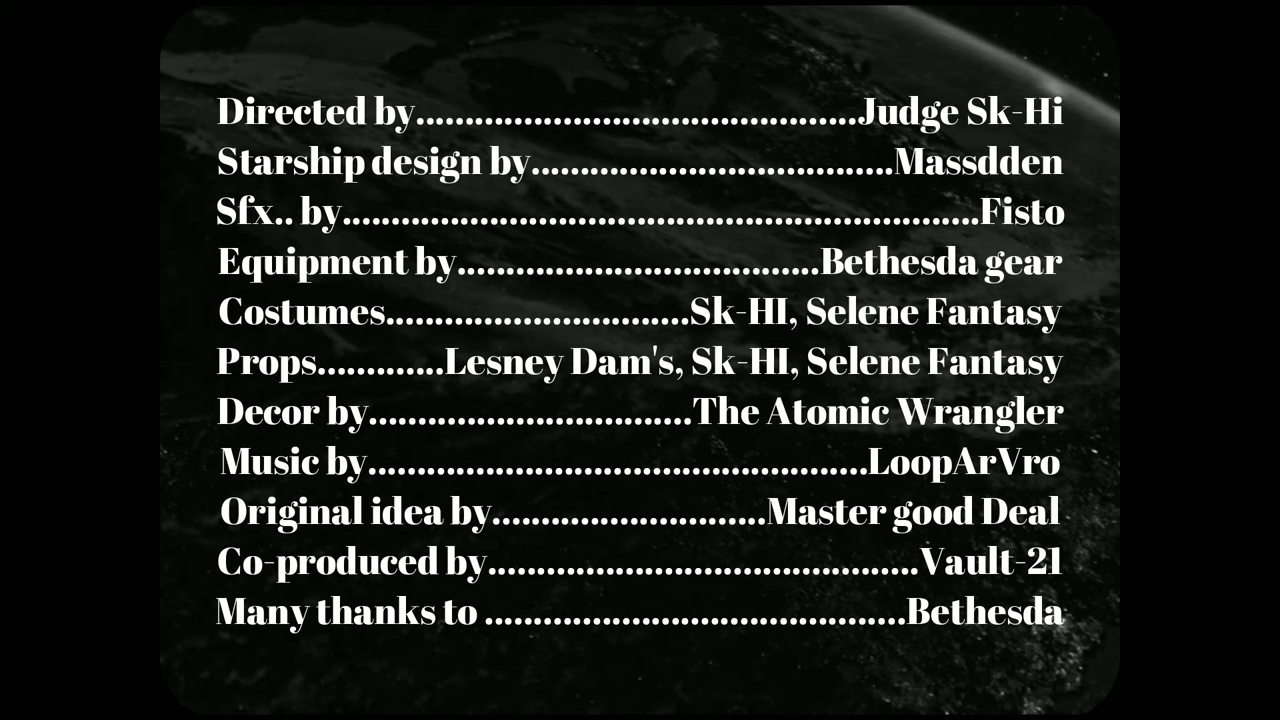 Directed by............................................Judge Sk-Hi
Starship design by....................................Massdden
Sfx.. by...............................................................Fisto
Equipment by....................................Bethesda gear
Costumes..............................Sk-HI, Selene Fantasy
Props.............Lesney Dam's, Sk-HI, Selene Fantasy
Decor by................................The Atomic Wrangler
Music by..................................................LoopArVro
Original idea by...........................Master good Deal
Co-produced by...........................................Vault-21
Many thanks to ..........................................Bethesda